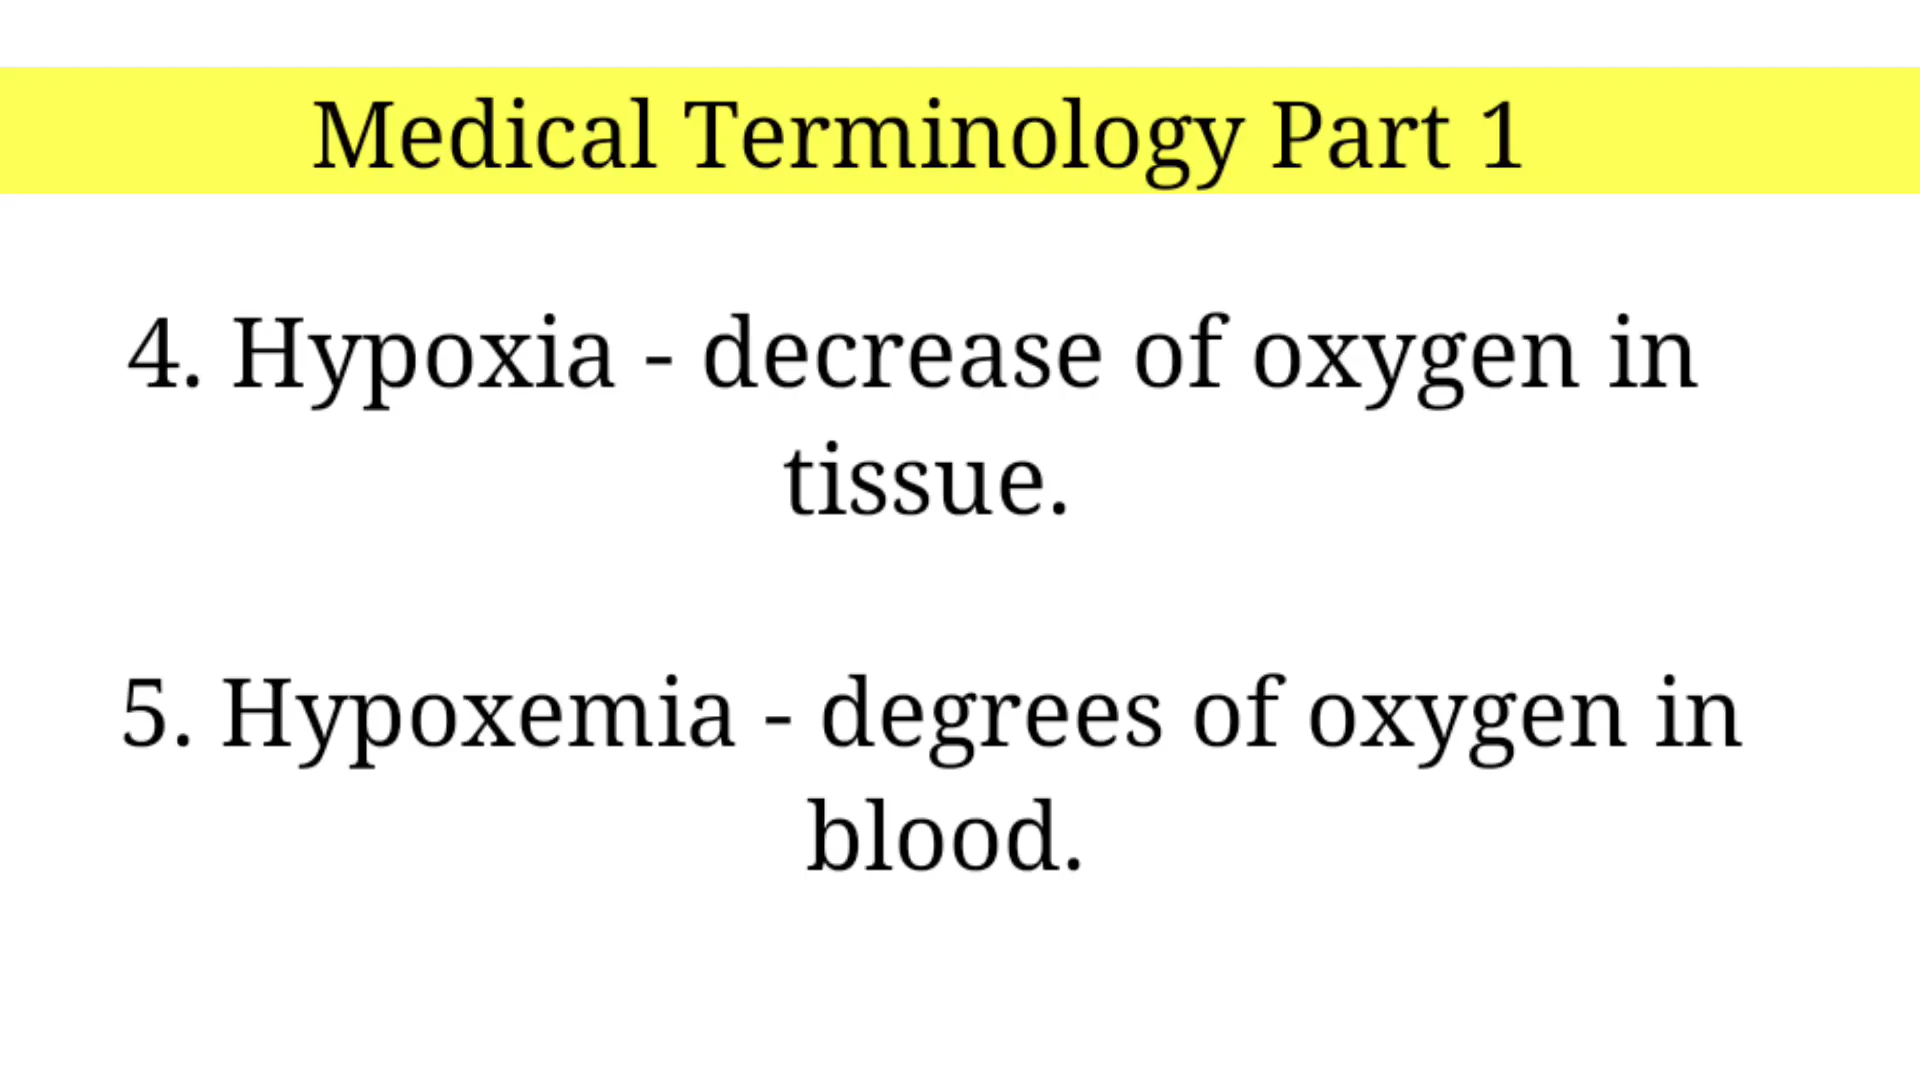 Medical Terminology Part 1
4. Hypoxia - decrease of oxygen in
tissue.
5. Hypoxemia - degrees of oxygen in
blood.